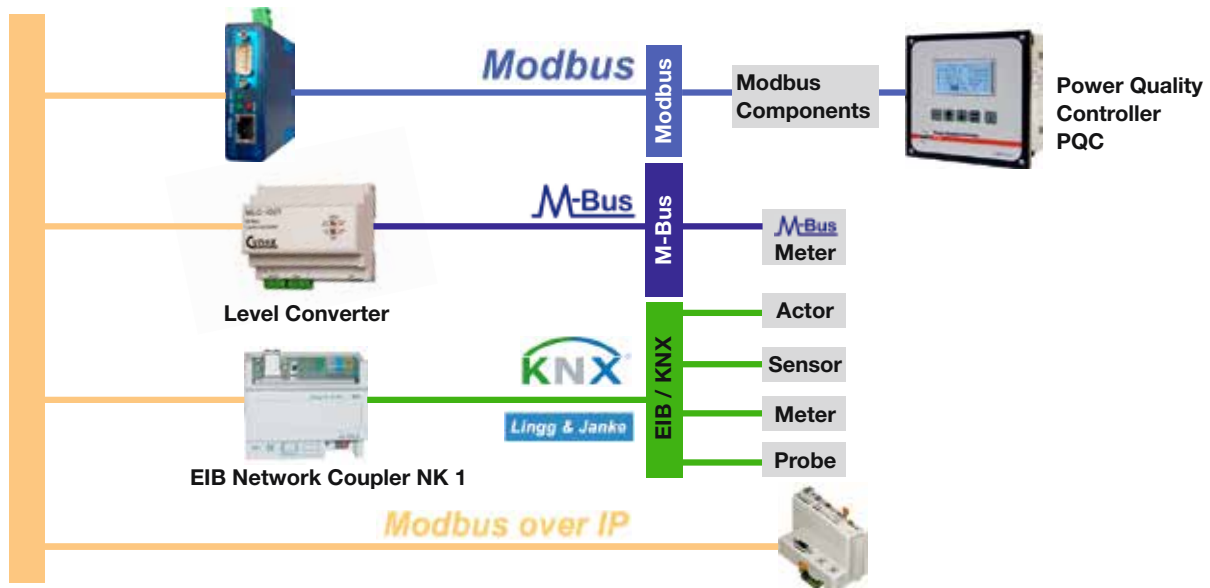 Modbus
Modbus
Modbus
Components
Power Quality
Controller
PQC
M-Bus
M-Bus
M-Bus
Meter
Level Converter
KNX
Lingg & Janke
EIB / KNX
Actor
Sensor
Meter
Probe
EIB Network Coupler NK 1
Modbus over IP